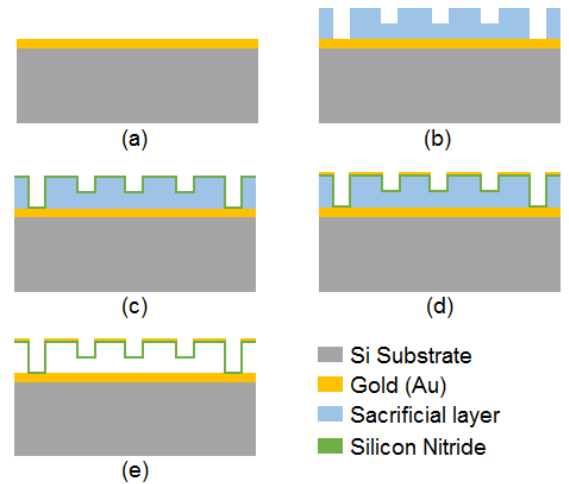 (a)
(b)
(c)
(d)
(e)
Si Substrate
Gold (Au)
Sacrificial layer
Silicon Nitride